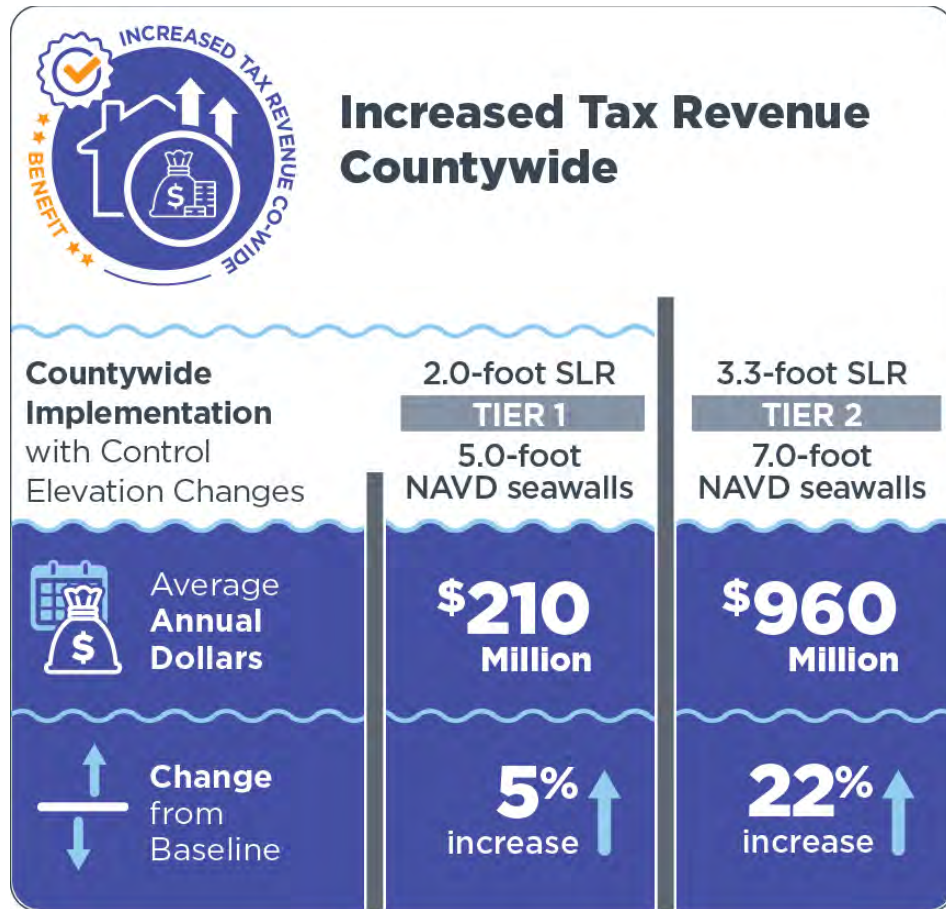 INCREASED TAX REVENUE CO-WIDE
BENEFIT
$
Increased Tax Revenue
Countywide
Countywide
Implementation
with Control
Elevation Changes
2.0-foot SLR
TIER 1
5.0-foot
NAVD seawalls
3.3-foot SLR
TIER 2
7.0-foot
NAVD seawalls
$
Average
Annual
Dollars
$210
Million
$960
Million
Change
from
Baseline
5%
increase
22%
increase